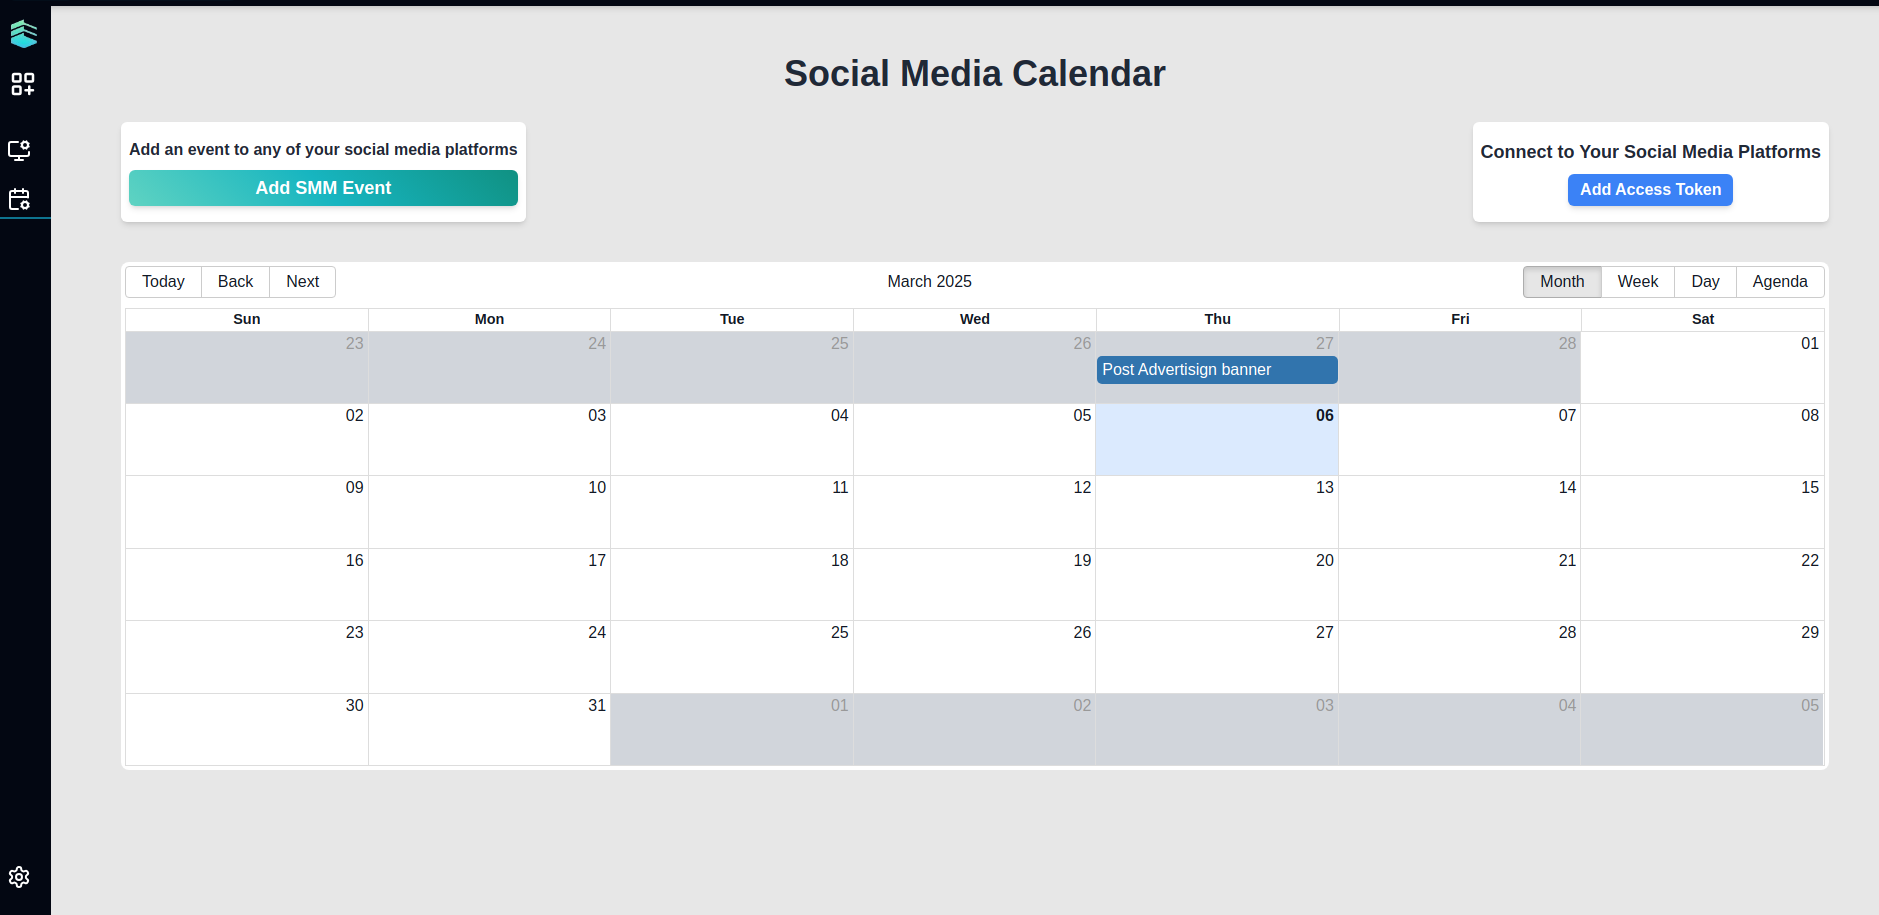 Social Media Calendar
Add an event to any of your social media platforms
Add SMM Event
Connect to Your Social Media Platforms
Add Access Token
Today Back Next March 2025 Month Week Day Agenda
Sun Mon Tue Wed Thu Fri Sat
23 24 25 26 27 28 01
Post Advertisign banner
02 03 04 05 06 07 08
09 10 11 12 13 14 15
16 17 18 19 20 21 22
23 24 25 26 27 28 29
30 31 01 02 03 04 05